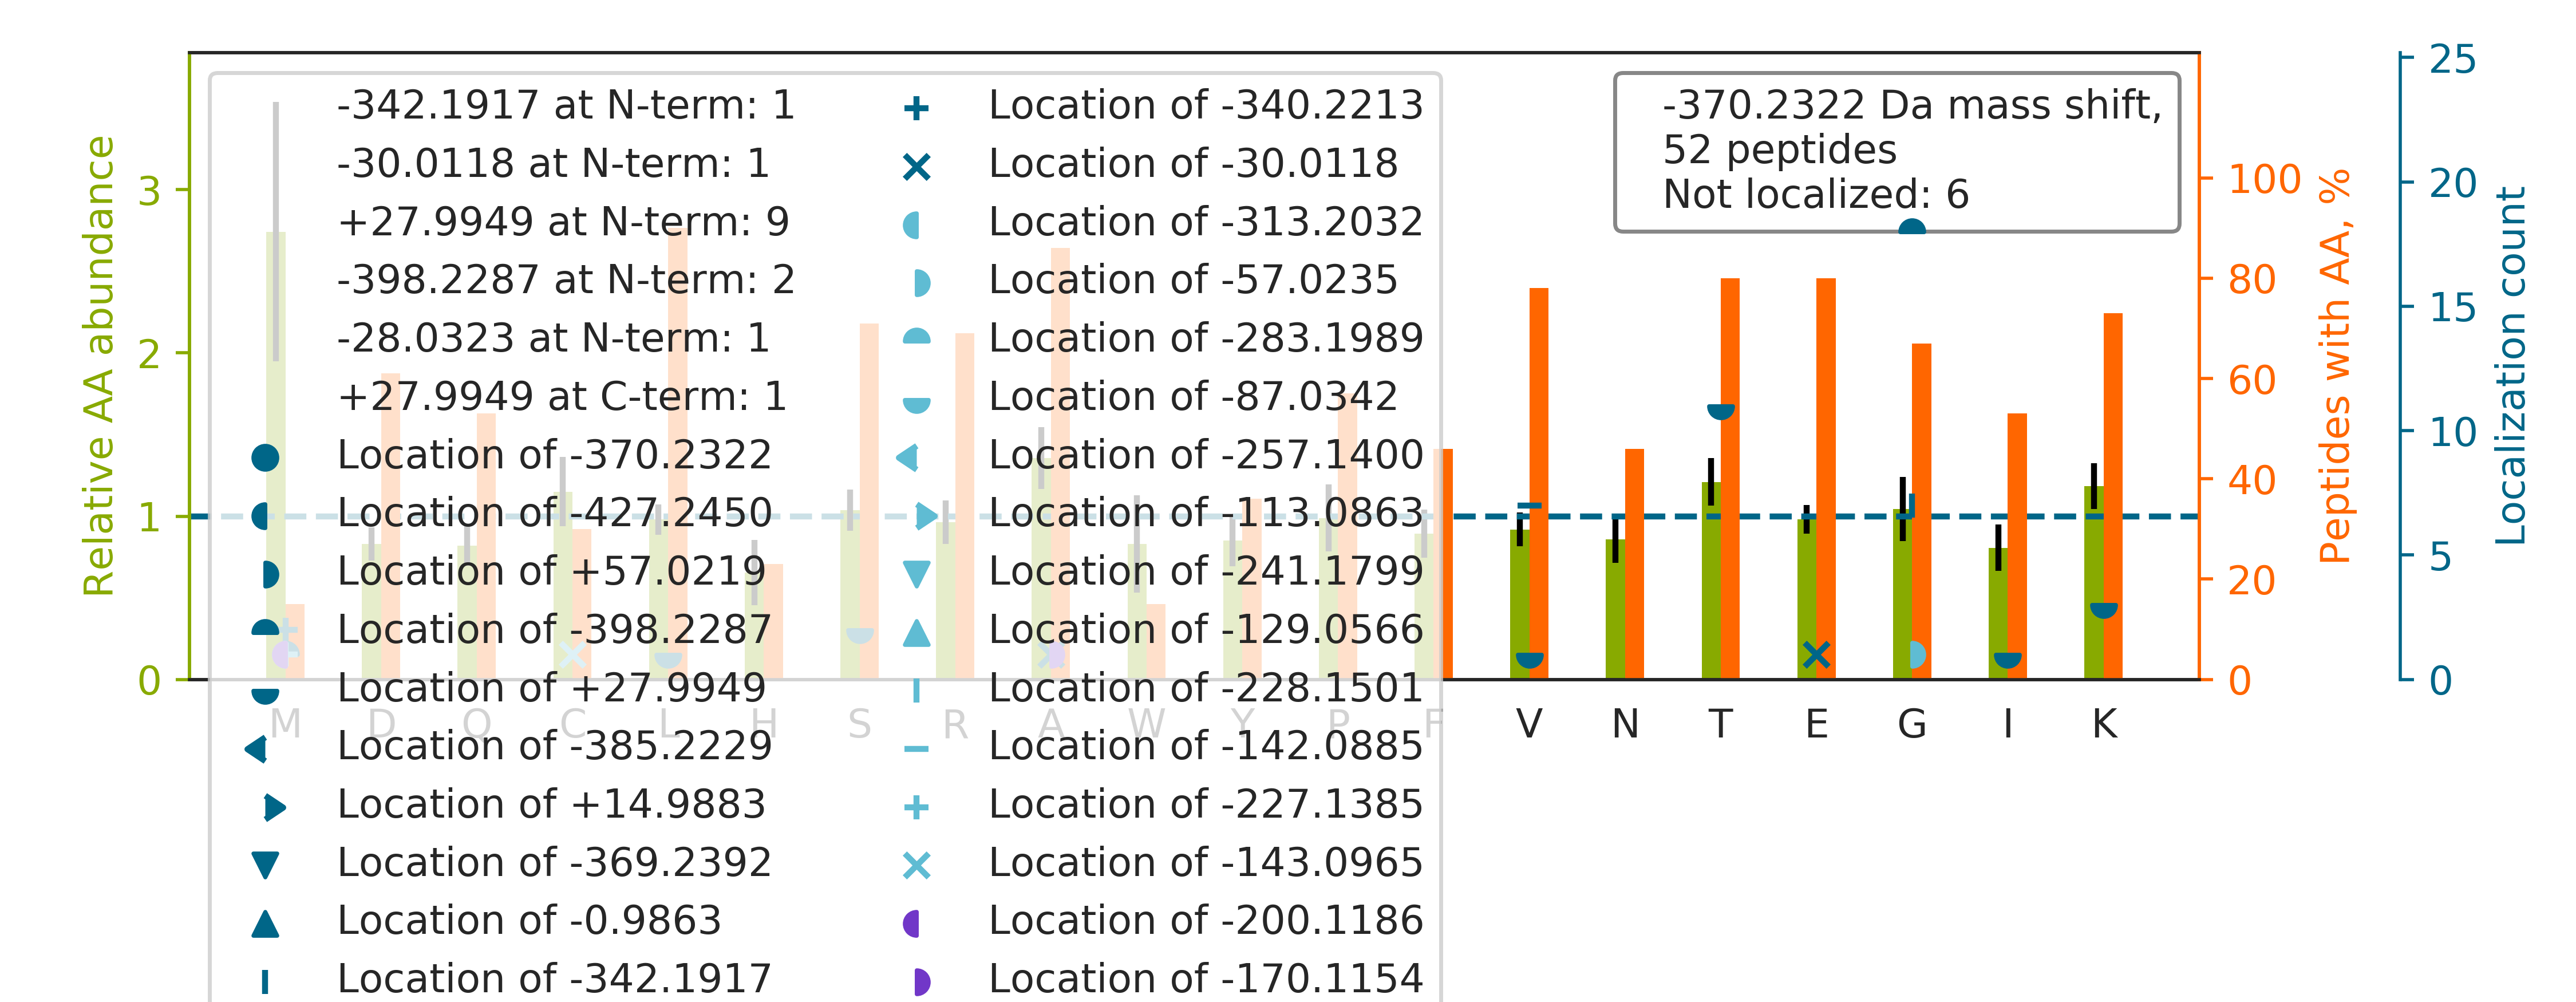 -342.1917 at N-term: 1
-30.0118 at N-term: 1
+27.9949 at N-term: 9
-398.2287 at N-term: 2
-28.0323 at N-term: 1
+27.9949 at C-term: 1
Location of -370.2322
Location of -427.2450
Location of +57.0219
Location of -398.2287
Location of +27.9949
Location of -385.2229
Location of +14.9883
Location of -369.2392
Location of -0.9863
Location of -342.1917
Location of -340.2213
Location of -30.0118
Location of -313.2032
Location of -57.0235
Location of -283.1989
Location of -87.0342
Location of -257.1400
Location of -113.0863
Location of -241.1799
Location of -129.0566
Location of -228.1501
Location of -142.0885
Location of -227.1385
Location of -143.0965
Location of -200.1186
Location of -170.1154
-370.2322 Da mass shift,
52 peptides
Not localized: 6
Relative AA abundance
3
2
1
0
M D Q C L H S R A W Y P F V N T E G I K
100
80
60
40
20
0
Peptides with AA, %
25
20
15
10
5
0
Localization count